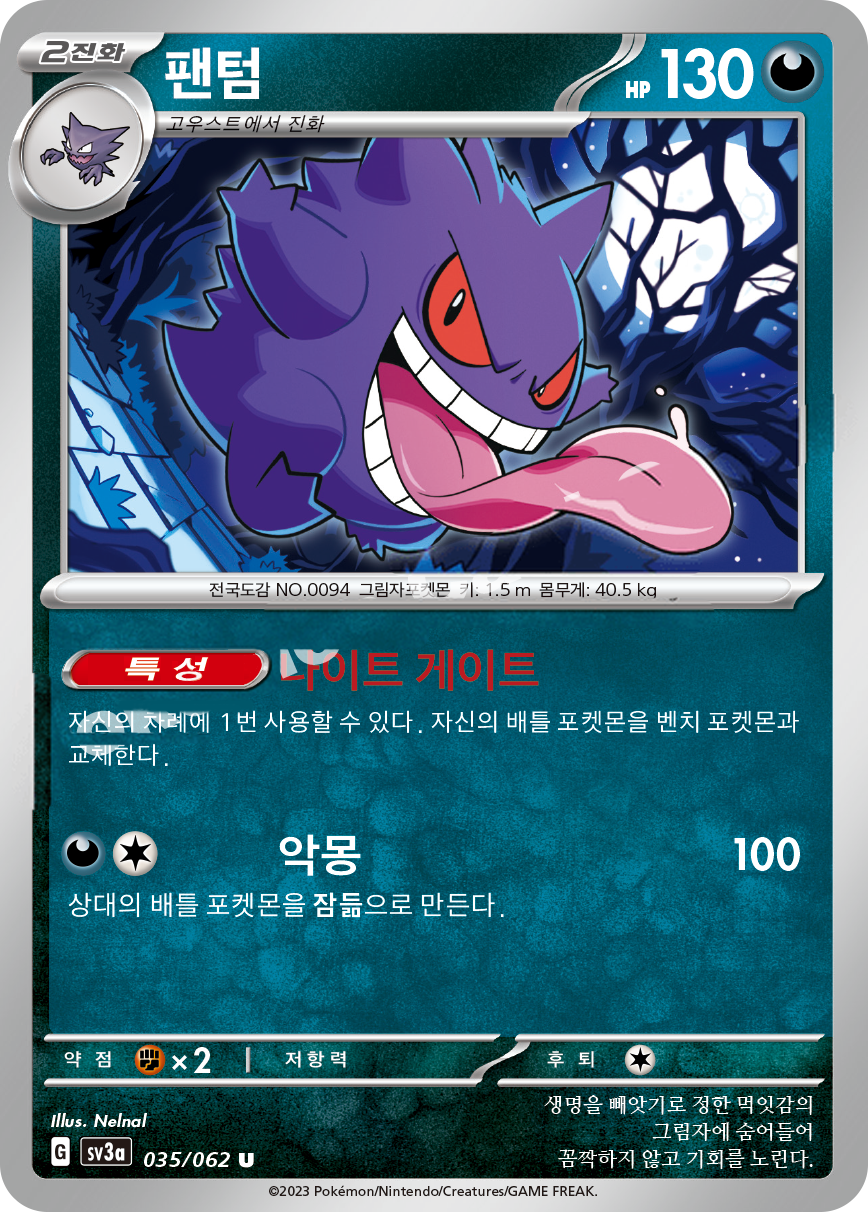 2진화
팬텀
HP 130
고우스트에서 진화
전국도감 NO.0094 그림자포켓몬 키: 1.5 m 몸무게: 40.5 kg
특성 나이트 게이트
자신의 차례에 1번 사용할 수 있다. 자신의 배틀 포켓몬을 벤치 포켓몬과
교체한다.
악몽 100
상대의 배틀 포켓몬을 잠듦으로 만든다.
약점 ×2 저항력 후퇴
Illus. Nelnal
생명을 빼앗기로 정한 먹잇감의
그림자에 숨어들어
꼼짝하지 않고 기회를 노린다.
G sv3a 035/062 U
©2023 Pokémon/Nintendo/Creatures/GAME FREAK.